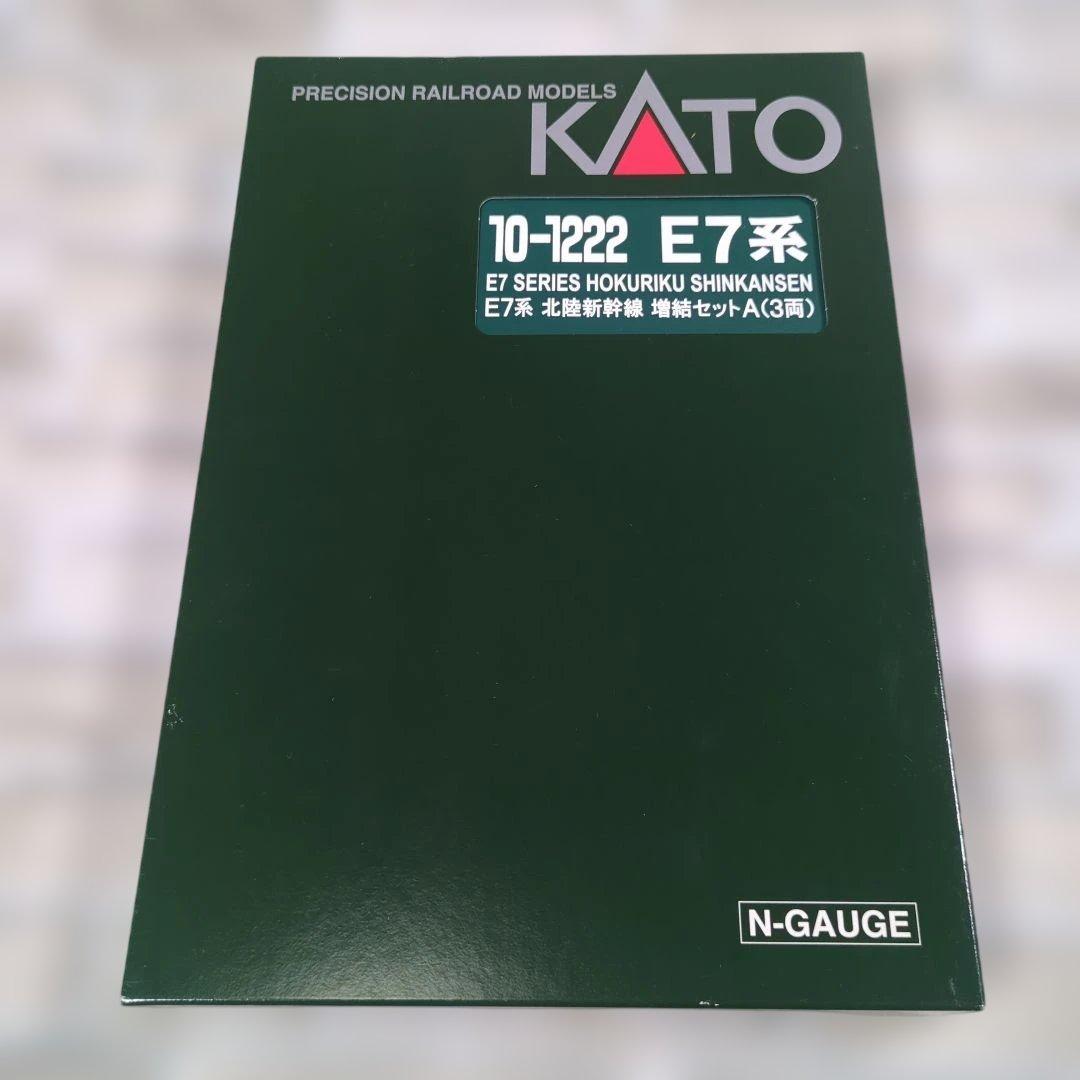 PRECISION RAILROAD MODELS
KATO
10-1222 E7系
E7 SERIES HOKURIKU SHINKANSEN
E7系 北陸新幹線 増結セットA(3両)
N-GAUGE